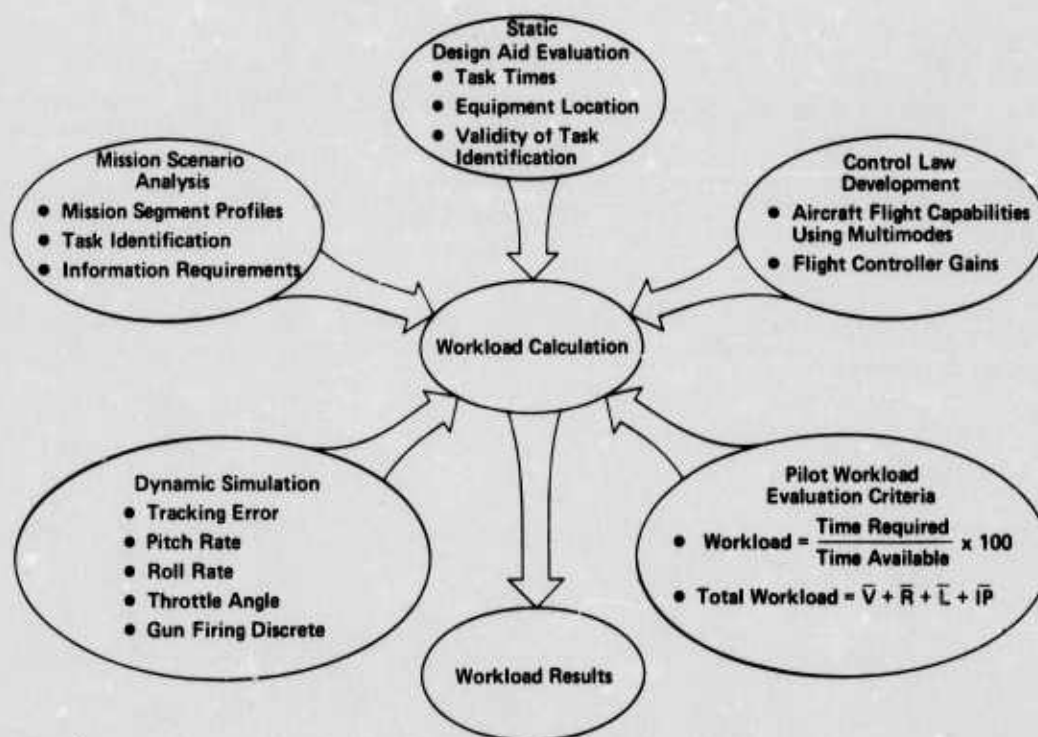 Static
Design Aid Evaluation
● Task Times
● Equipment Location
● Validity of Task
Identification
Mission Scenario
Analysis
● Mission Segment Profiles
● Task Identification
● Information Requirements
Control Law
Development
● Aircraft Flight Capabilities
Using Multimodes
● Flight Controller Gains
Workload Calculation
Dynamic Simulation
● Tracking Error
● Pitch Rate
● Roll Rate
● Throttle Angle
● Gun Firing Discrete
Pilot Workload
Evaluation Criteria
● Workload = Time Required / Time Available x 100
● Total Workload = V̄ + R̄ + L̄ + IP̄
Workload Results